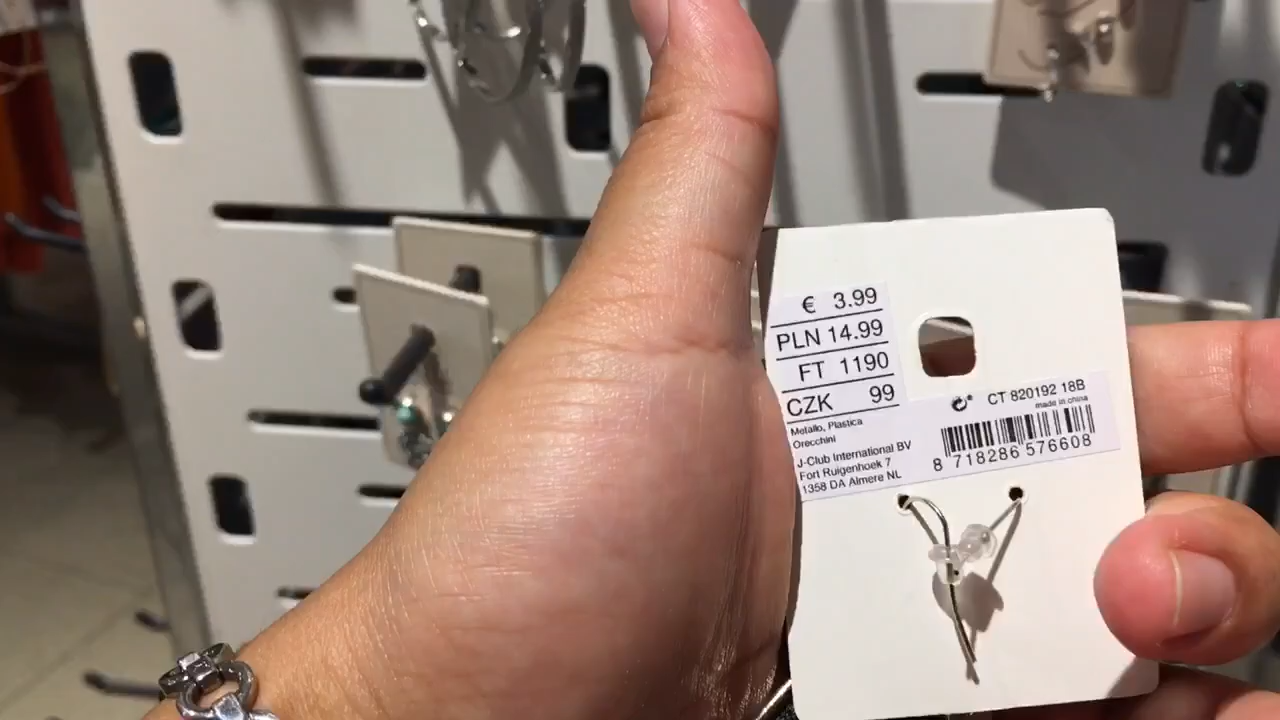 € 3.99
PLN 14.99
FT 1190
CZK 99
CT 820192 18B
made in china
Metallo, Plastica
Orecchini
J-Club International BV
Fort Ruigenhoek 7
1358 DA Almere NL
8 718286 576608